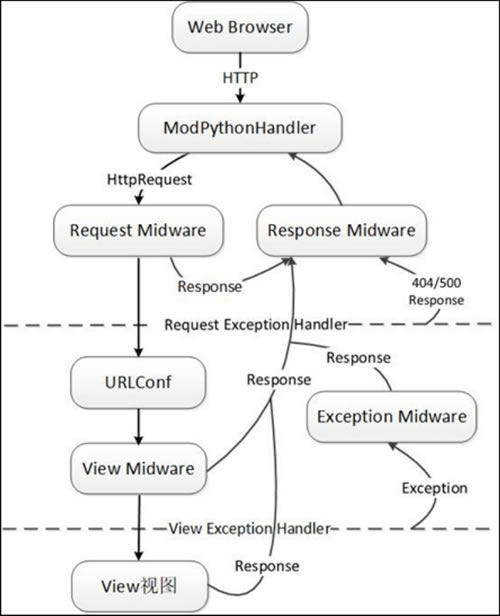 Web Browser
HTTP
ModPythonHandler
HttpRequest
Request Midware
Response Midware
Response
404/500
Response
Request Exception Handler
Response
URLConf
Response
Exception Midware
View Midware
Exception
View Exception Handler
Response
View视图